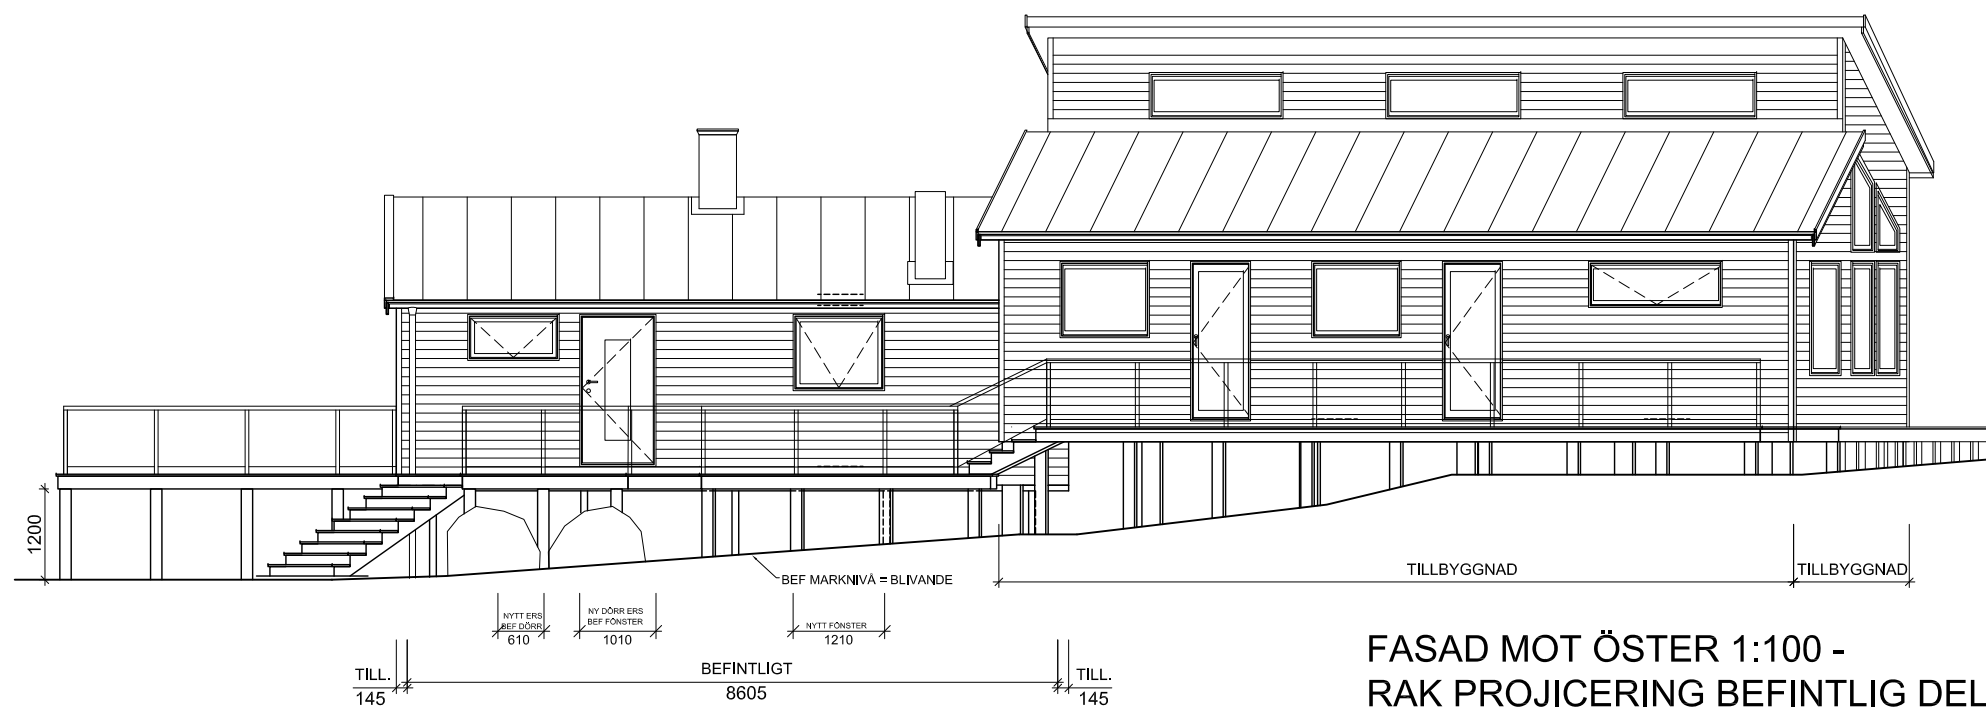 1200
BEF MARKNIVÅ = BLIVANDE
TILLBYGGNAD
TILLBYGGNAD
NYTT ERS
BEF DÖRR
610
NY DÖRR ERS
BEF FÖNSTER
1010
NYTT FÖNSTER
1210
TILL.
145
BEFINTLIGT
8605
TILL.
145
FASAD MOT ÖSTER 1:100 -
RAK PROJICERING BEFINTLIG DEL